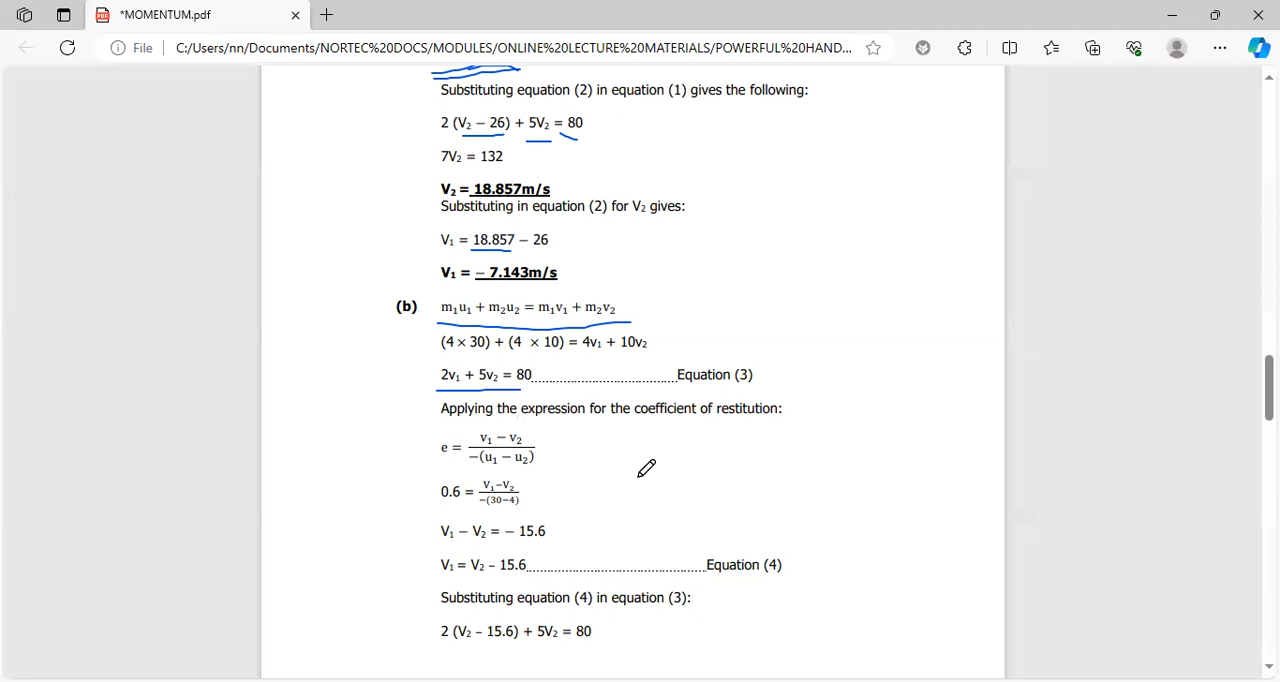 *MOMENTUM.pdf
File
C:/Users/nn/Documents/NORTEC%20DOCS/MODULES/ONLINE%20LECTURE%20MATERIALS/POWERFUL%20HAND...
Substituting equation (2) in equation (1) gives the following:
2 (V₂ – 26) + 5V₂ = 80
7V₂ = 132
V₂ = 18.857m/s
Substituting in equation (2) for V₂ gives:
V₁ = 18.857 – 26
V₁ = – 7.143m/s
(b) m₁u₁ + m₂u₂ = m₁v₁ + m₂v₂
(4 × 30) + (4 × 10) = 4v₁ + 10v₂
2v₁ + 5v₂ = 80..............................Equation (3)
Applying the expression for the coefficient of restitution:
e = (v₁ − v₂)/(−(u₁ − u₂))
0.6 = (V₁−V₂)/(−(30−4))
V₁ – V₂ = – 15.6
V₁ = V₂ – 15.6..............................Equation (4)
Substituting equation (4) in equation (3):
2 (V₂ – 15.6) + 5V₂ = 80